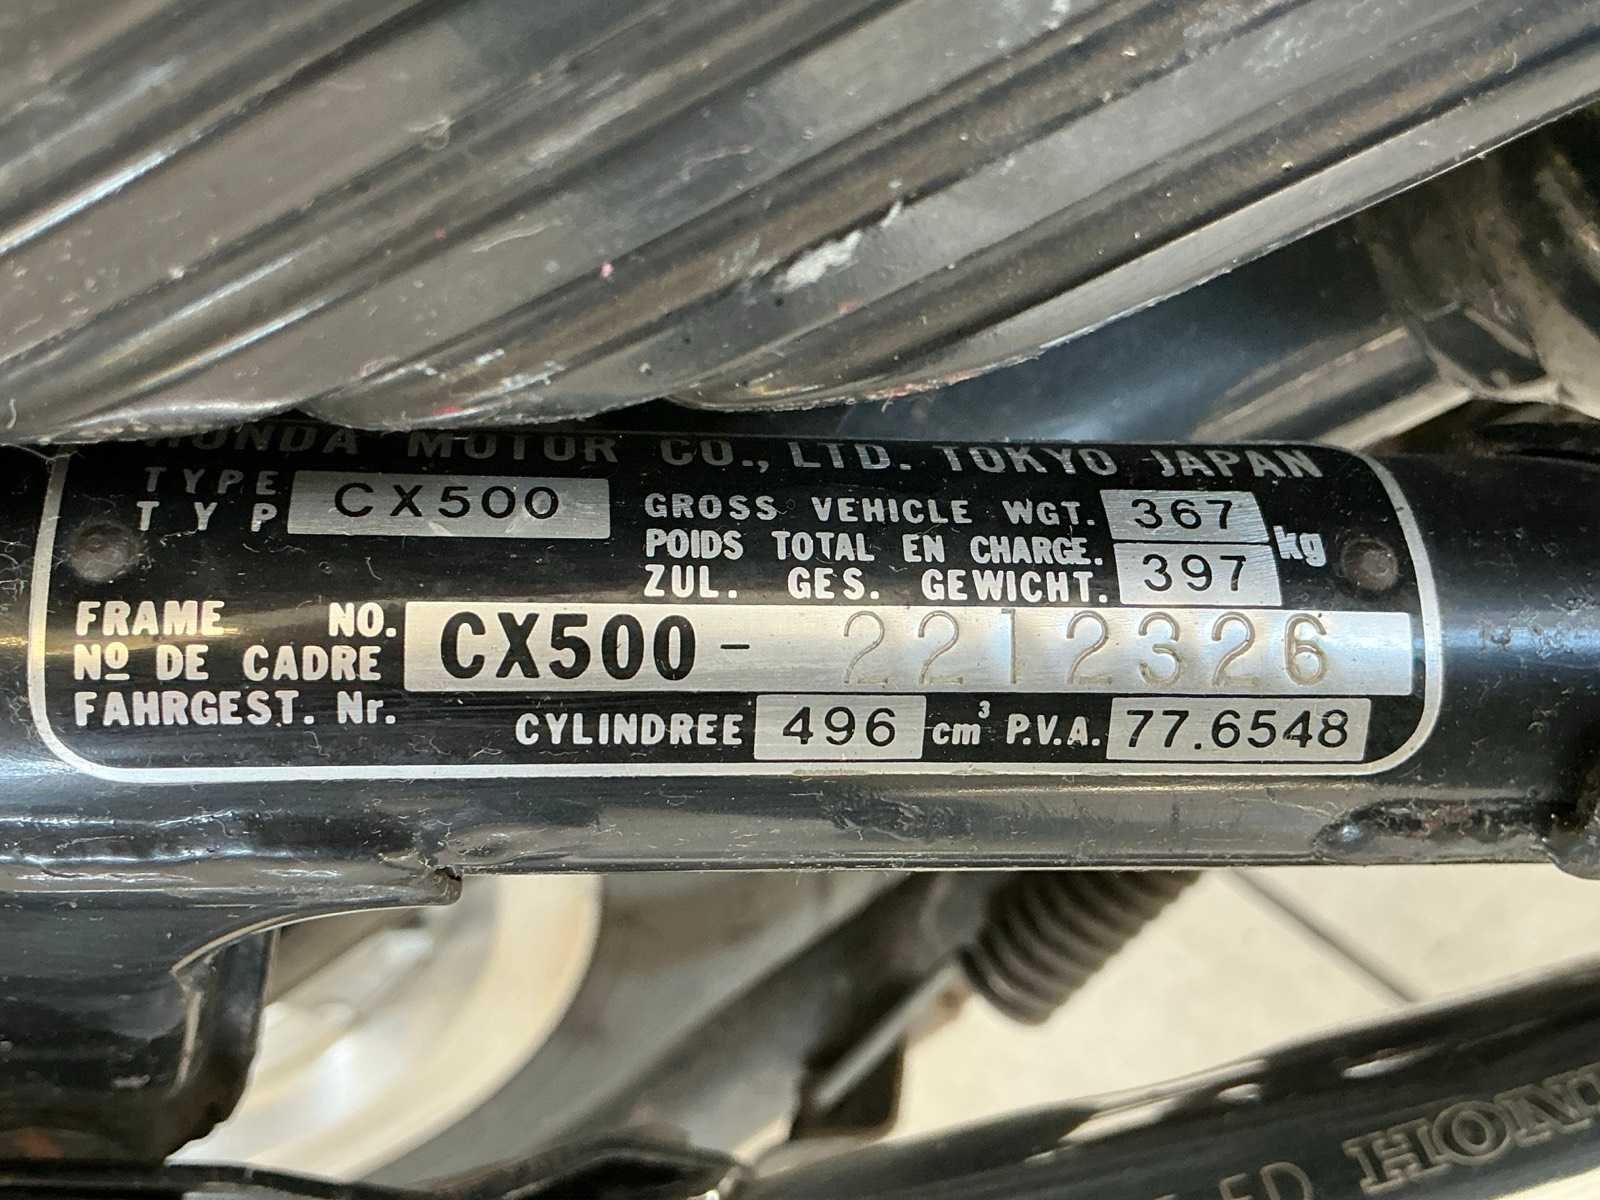 HONDA MOTOR CO., LTD. TOKYO JAPAN
TYPE
TYP
CX500
GROSS VEHICLE WGT.
POIDS TOTAL EN CHARGE.
ZUL. GES. GEWICHT.
367
397
kg
FRAME NO.
Nº DE CADRE
FAHRGEST. Nr.
CX500- 2212326
CYLINDREE 496 cm³ P.V.A. 77.6548